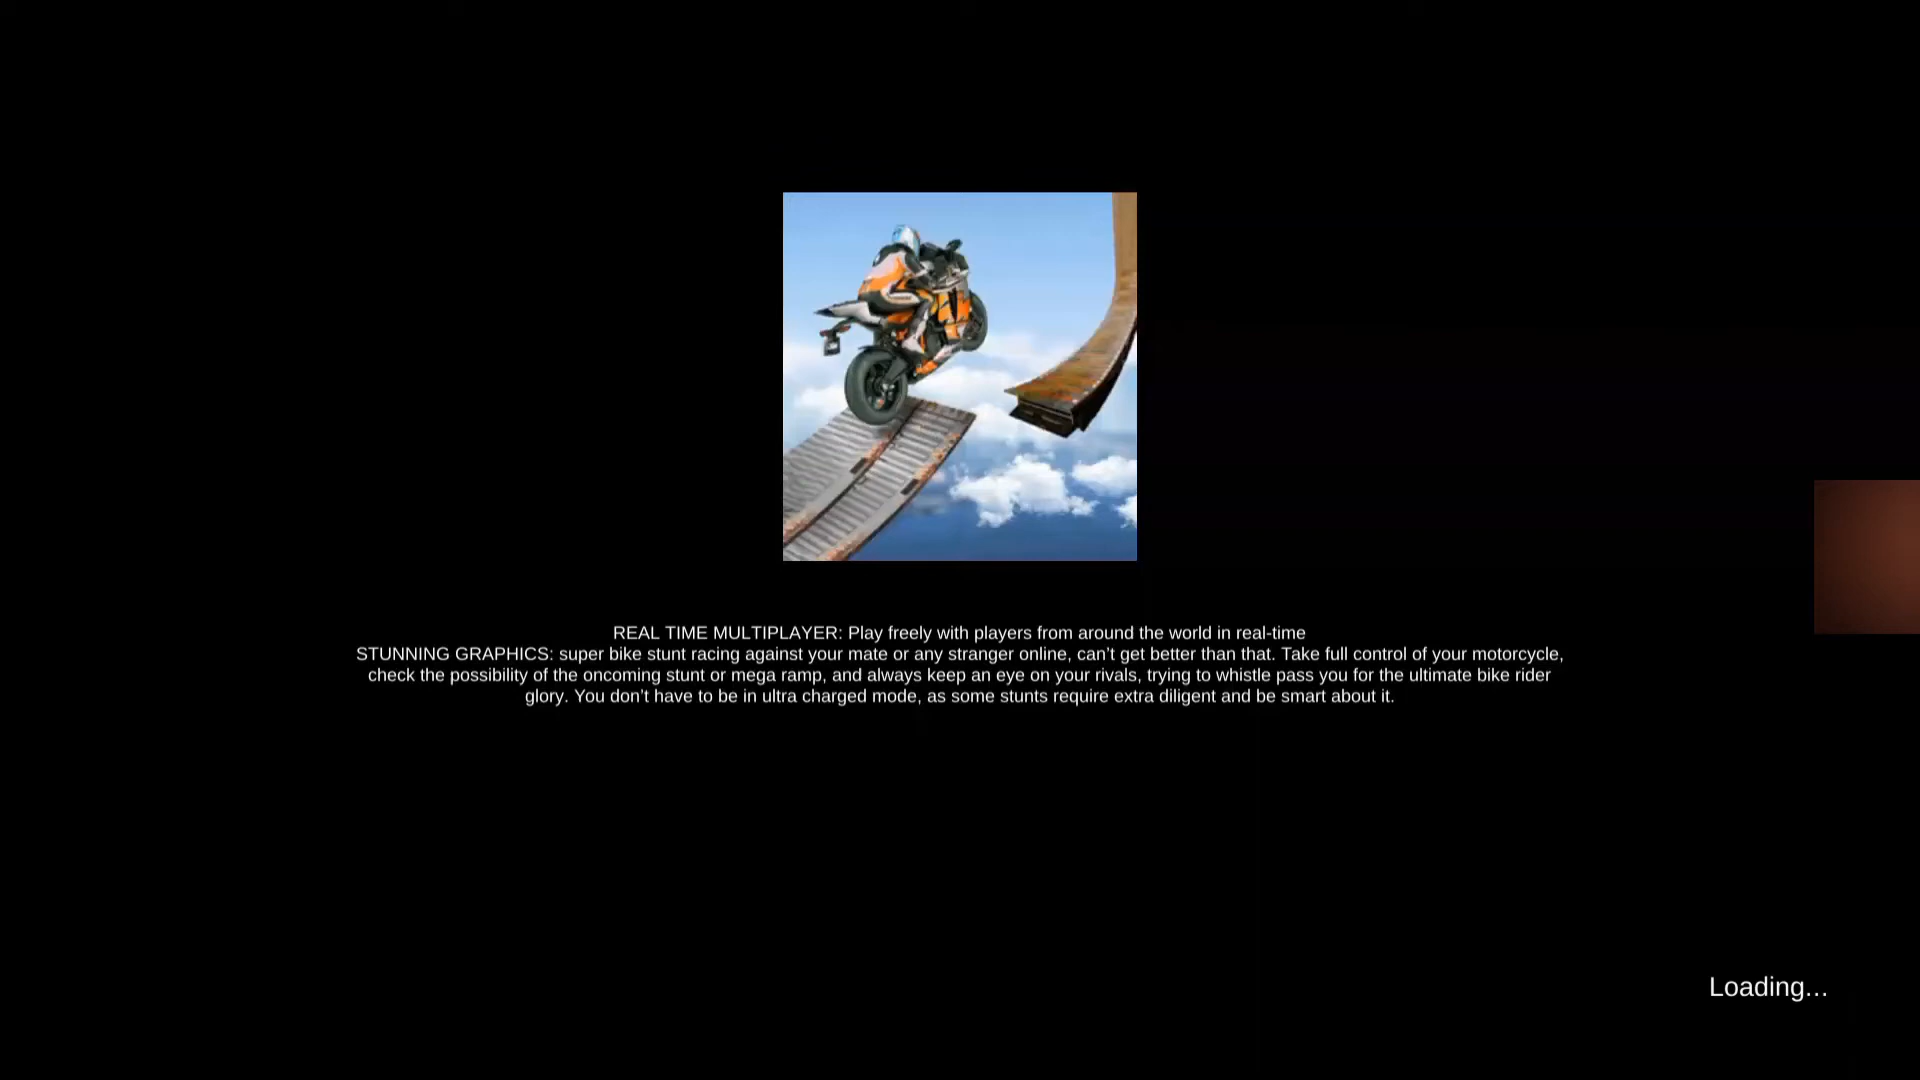 REAL TIME MULTIPLAYER: Play freely with players from around the world in real-time
STUNNING GRAPHICS: super bike stunt racing against your mate or any stranger online, can’t get better than that. Take full control of your motorcycle,
check the possibility of the oncoming stunt or mega ramp, and always keep an eye on your rivals, trying to whistle pass you for the ultimate bike rider
glory. You don’t have to be in ultra charged mode, as some stunts require extra diligent and be smart about it.
Loading...